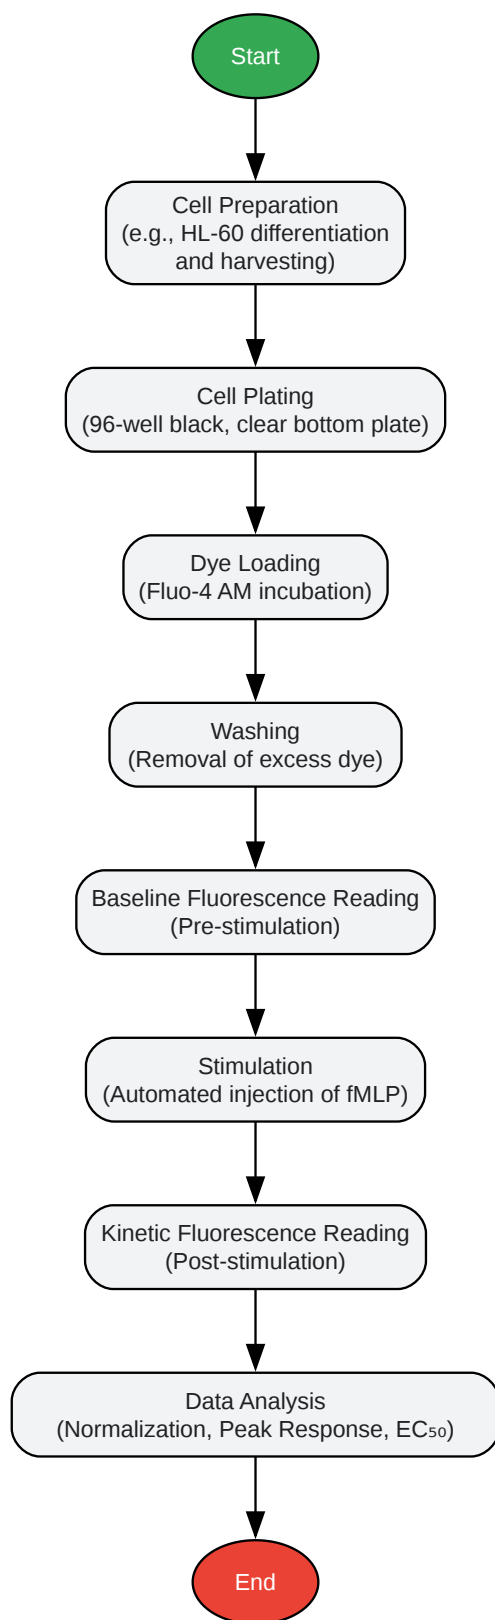 Start
Cell Preparation
(e.g., HL-60 differentiation
and harvesting)
Cell Plating
(96-well black, clear bottom plate)
Dye Loading
(Fluo-4 AM incubation)
Washing
(Removal of excess dye)
Baseline Fluorescence Reading
(Pre-stimulation)
Stimulation
(Automated injection of fMLP)
Kinetic Fluorescence Reading
(Post-stimulation)
Data Analysis
(Normalization, Peak Response, EC₅₀)
End